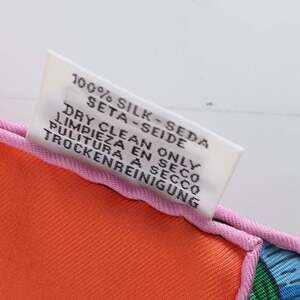 100% SILK-SEDA
SETA-SEIDE
DRY CLEAN ONLY
LIMPIEZA EN SECO
PULITURA A SECCO
TROCKENREINIGUNG